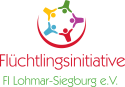 Flüchtlingsinitiative
FI Lohmar-Siegburg e.V.